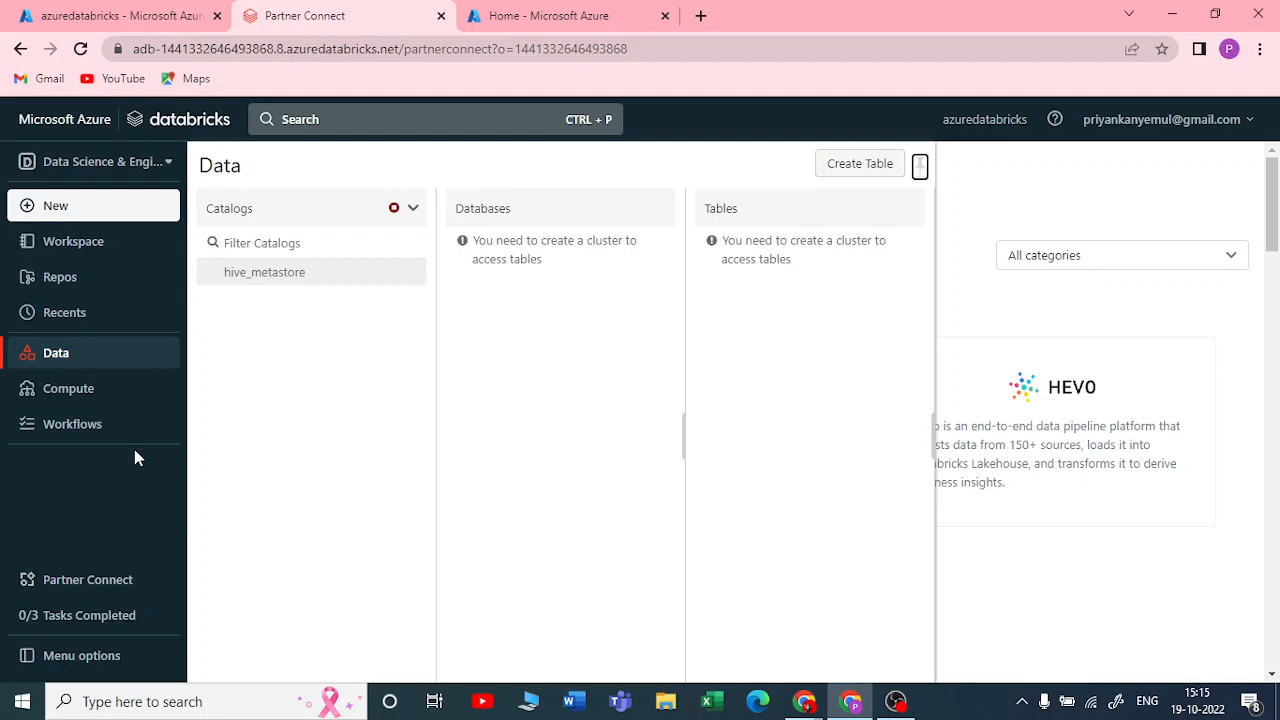 azuredatabricks - Microsoft Azur
Partner Connect
Home - Microsoft Azure
adb-1441332646493868.8.azuredatabricks.net/partnerconnect?o=1441332646493868
P
Gmail
YouTube
Maps
Microsoft Azure
databricks
Search
CTRL + P
azuredatabricks
priyankanyemul@gmail.com
D
Data Science & Engi...
New
Workspace
Repos
Recents
Data
Compute
Workflows
Partner Connect
0/3 Tasks Completed
Menu options
Data
Create Table
Catalogs
Filter Catalogs
hive_metastore
Databases
You need to create a cluster to
access tables
Tables
You need to create a cluster to
access tables
All categories
HEVO
o is an end-to-end data pipeline platform that
sts data from 150+ sources, loads it into
bricks Lakehouse, and transforms it to derive
ness insights.
Type here to search
ENG
15:15
19-10-2022
8